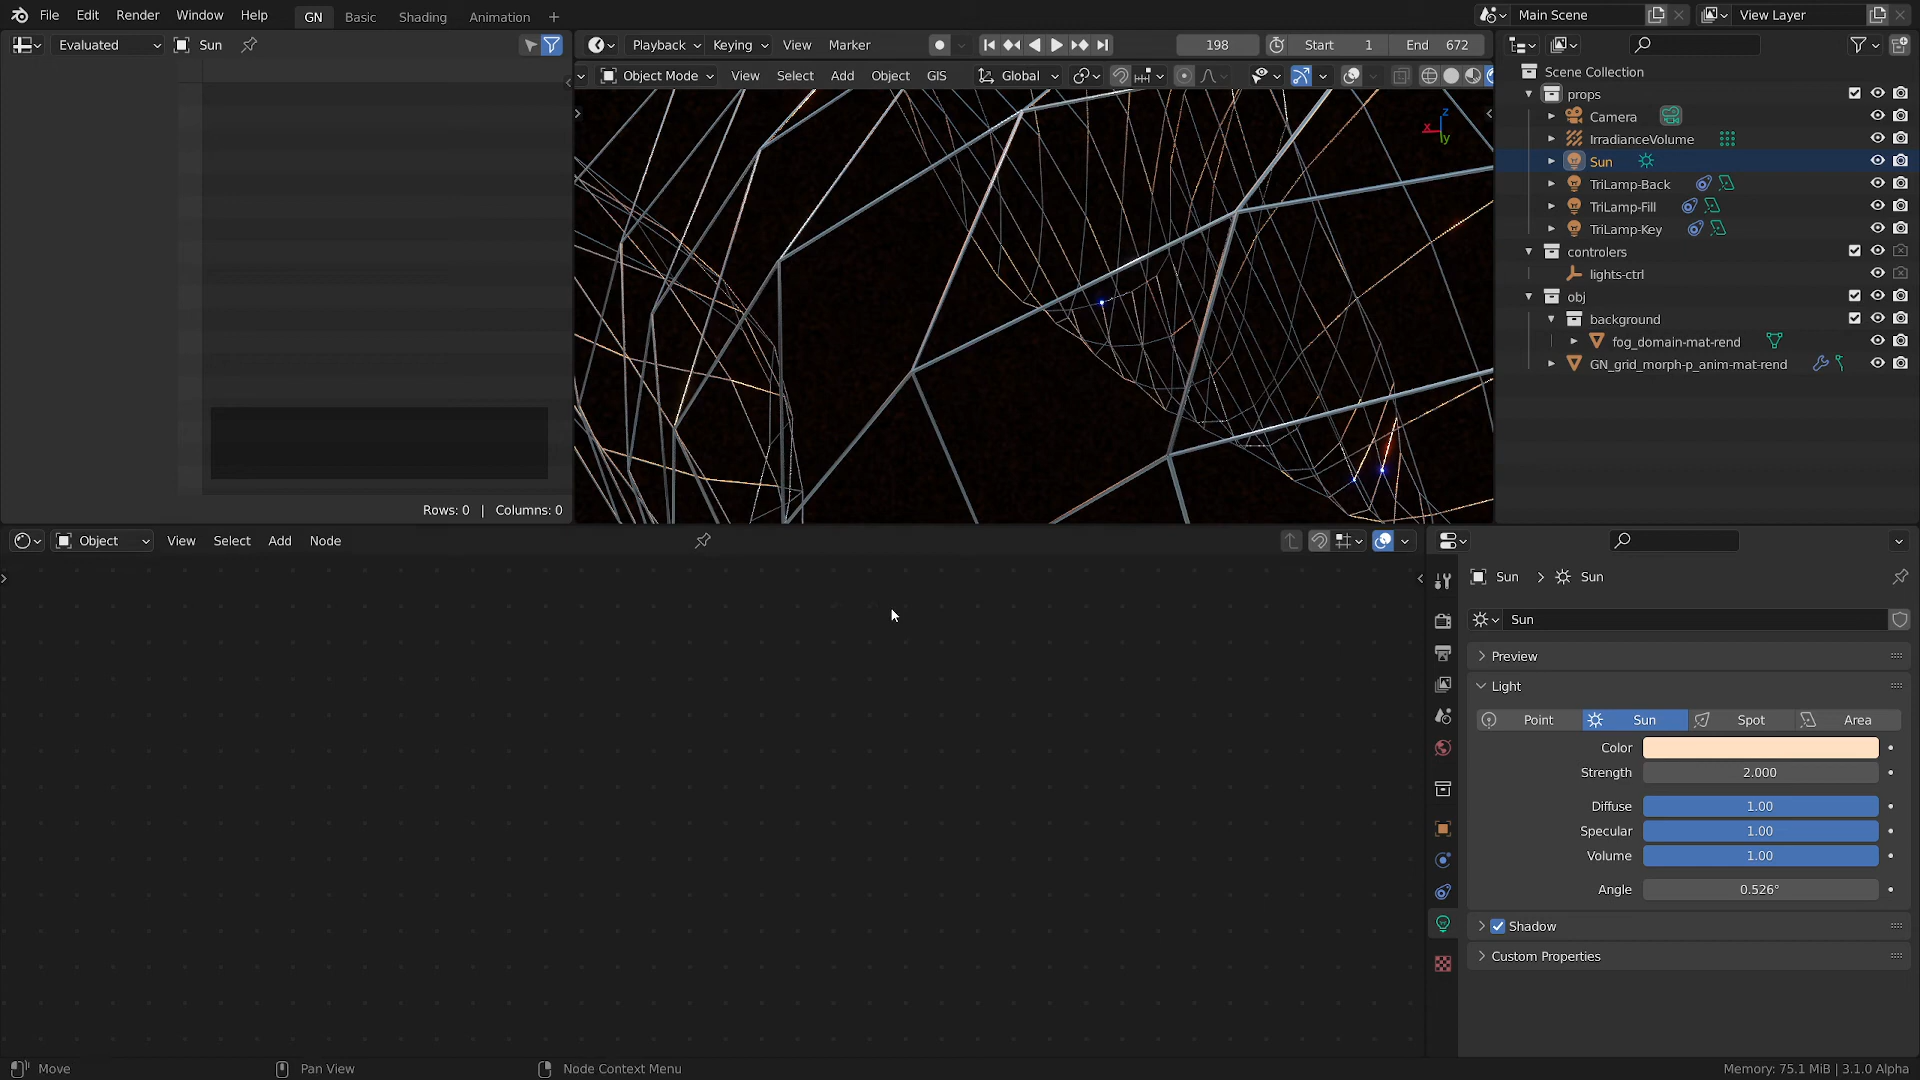 File Edit Render Window Help GN Basic Shading Animation + Main Scene View Layer
Evaluated Sun Playback Keying View Marker 198 Start 1 End 672
Object Mode View Select Add Object GIS Global
Scene Collection
props
Camera
IrradianceVolume
Sun
TriLamp-Back
TriLamp-Fill
TriLamp-Key
controlers
lights-ctrl
obj
background
fog_domain-mat-rend
GN_grid_morph-p_anim-mat-rend
Z
X
Y
Rows: 0 | Columns: 0
Object View Select Add Node
Sun > Sun
Sun
Preview
Light
Point Sun Spot Area
Color
Strength 2.000
Diffuse 1.00
Specular 1.00
Volume 1.00
Angle 0.526°
Shadow
Custom Properties
Move Pan View Node Context Menu Memory: 75.1 MiB | 3.1.0 Alpha